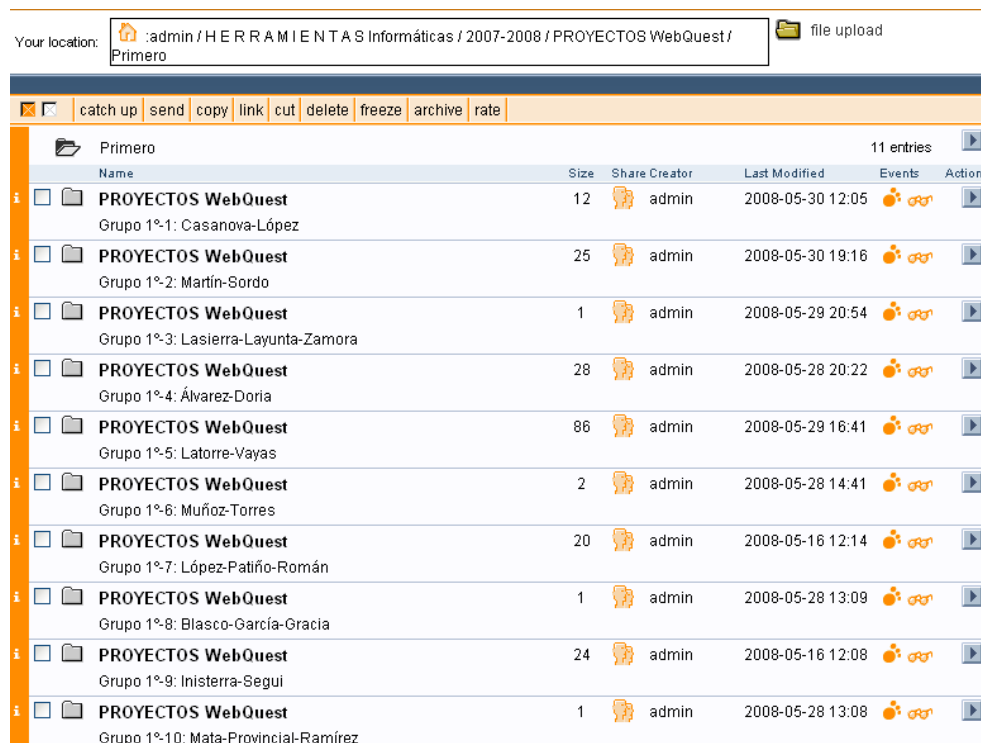 Your location: :admin / H E R R A M I E N T A S Informáticas / 2007-2008 / PROYECTOS WebQuest / file upload
Primero
catch up send copy link cut delete freeze archive rate
Primero 11 entries
Name Size Share Creator Last Modified Events Action
PROYECTOS WebQuest 12 admin 2008-05-30 12:05
Grupo 1º-1: Casanova-López
PROYECTOS WebQuest 25 admin 2008-05-30 19:16
Grupo 1º-2: Martín-Sordo
PROYECTOS WebQuest 1 admin 2008-05-29 20:54
Grupo 1º-3: Lasierra-Layunta-Zamora
PROYECTOS WebQuest 28 admin 2008-05-28 20:22
Grupo 1º-4: Álvarez-Doria
PROYECTOS WebQuest 86 admin 2008-05-29 16:41
Grupo 1º-5: Latorre-Vayas
PROYECTOS WebQuest 2 admin 2008-05-28 14:41
Grupo 1º-6: Muñoz-Torres
PROYECTOS WebQuest 20 admin 2008-05-16 12:14
Grupo 1º-7: López-Patiño-Román
PROYECTOS WebQuest 1 admin 2008-05-28 13:09
Grupo 1º-8: Blasco-García-Gracia
PROYECTOS WebQuest 24 admin 2008-05-16 12:08
Grupo 1º-9: Inisterra-Segui
PROYECTOS WebQuest 1 admin 2008-05-28 13:08
Grupo 1º-10: Mata-Provincial-Ramírez